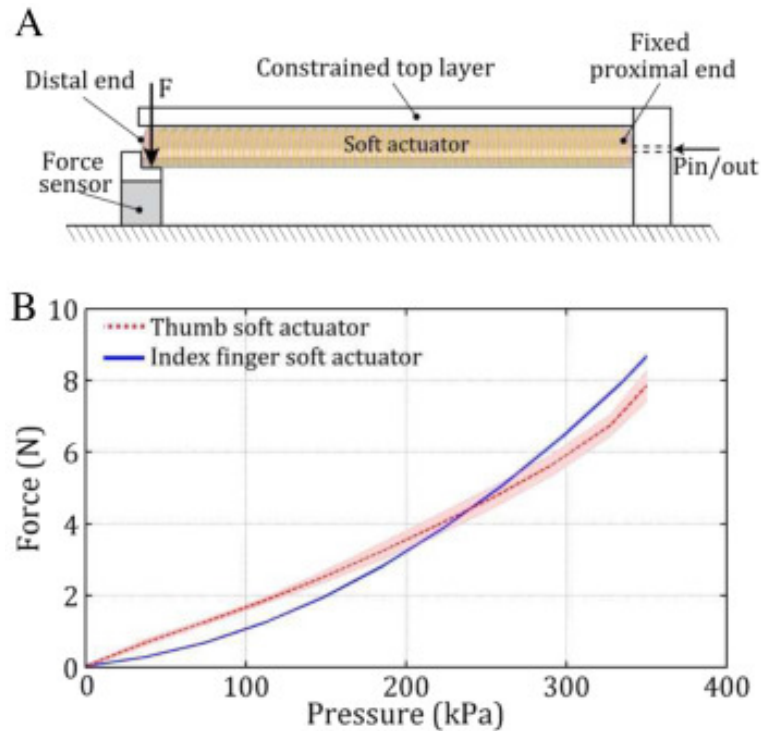 A
Distal end
F
Constrained top layer
Fixed
proximal end
Soft actuator
Force
sensor
Pin/out
B
10
8
6
4
2
0
Force (N)
Thumb soft actuator
Index finger soft actuator
0
100
200
300
400
Pressure (kPa)